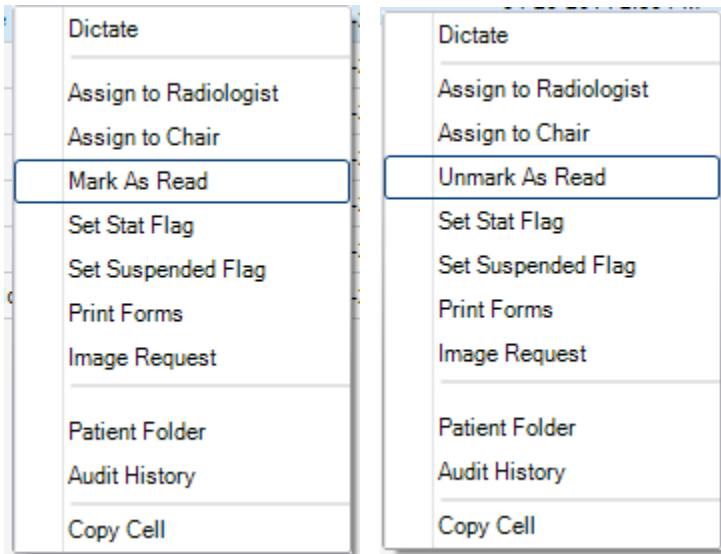 Dictate
Assign to Radiologist
Assign to Chair
Mark As Read
Set Stat Flag
Set Suspended Flag
Print Forms
Image Request
Patient Folder
Audit History
Copy Cell
Dictate
Assign to Radiologist
Assign to Chair
Unmark As Read
Set Stat Flag
Set Suspended Flag
Print Forms
Image Request
Patient Folder
Audit History
Copy Cell